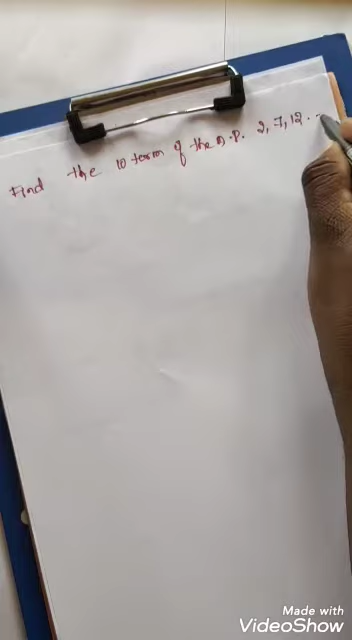 Find the 10 term of the A.P. 2, 7, 12 . -
Made with
VideoShow